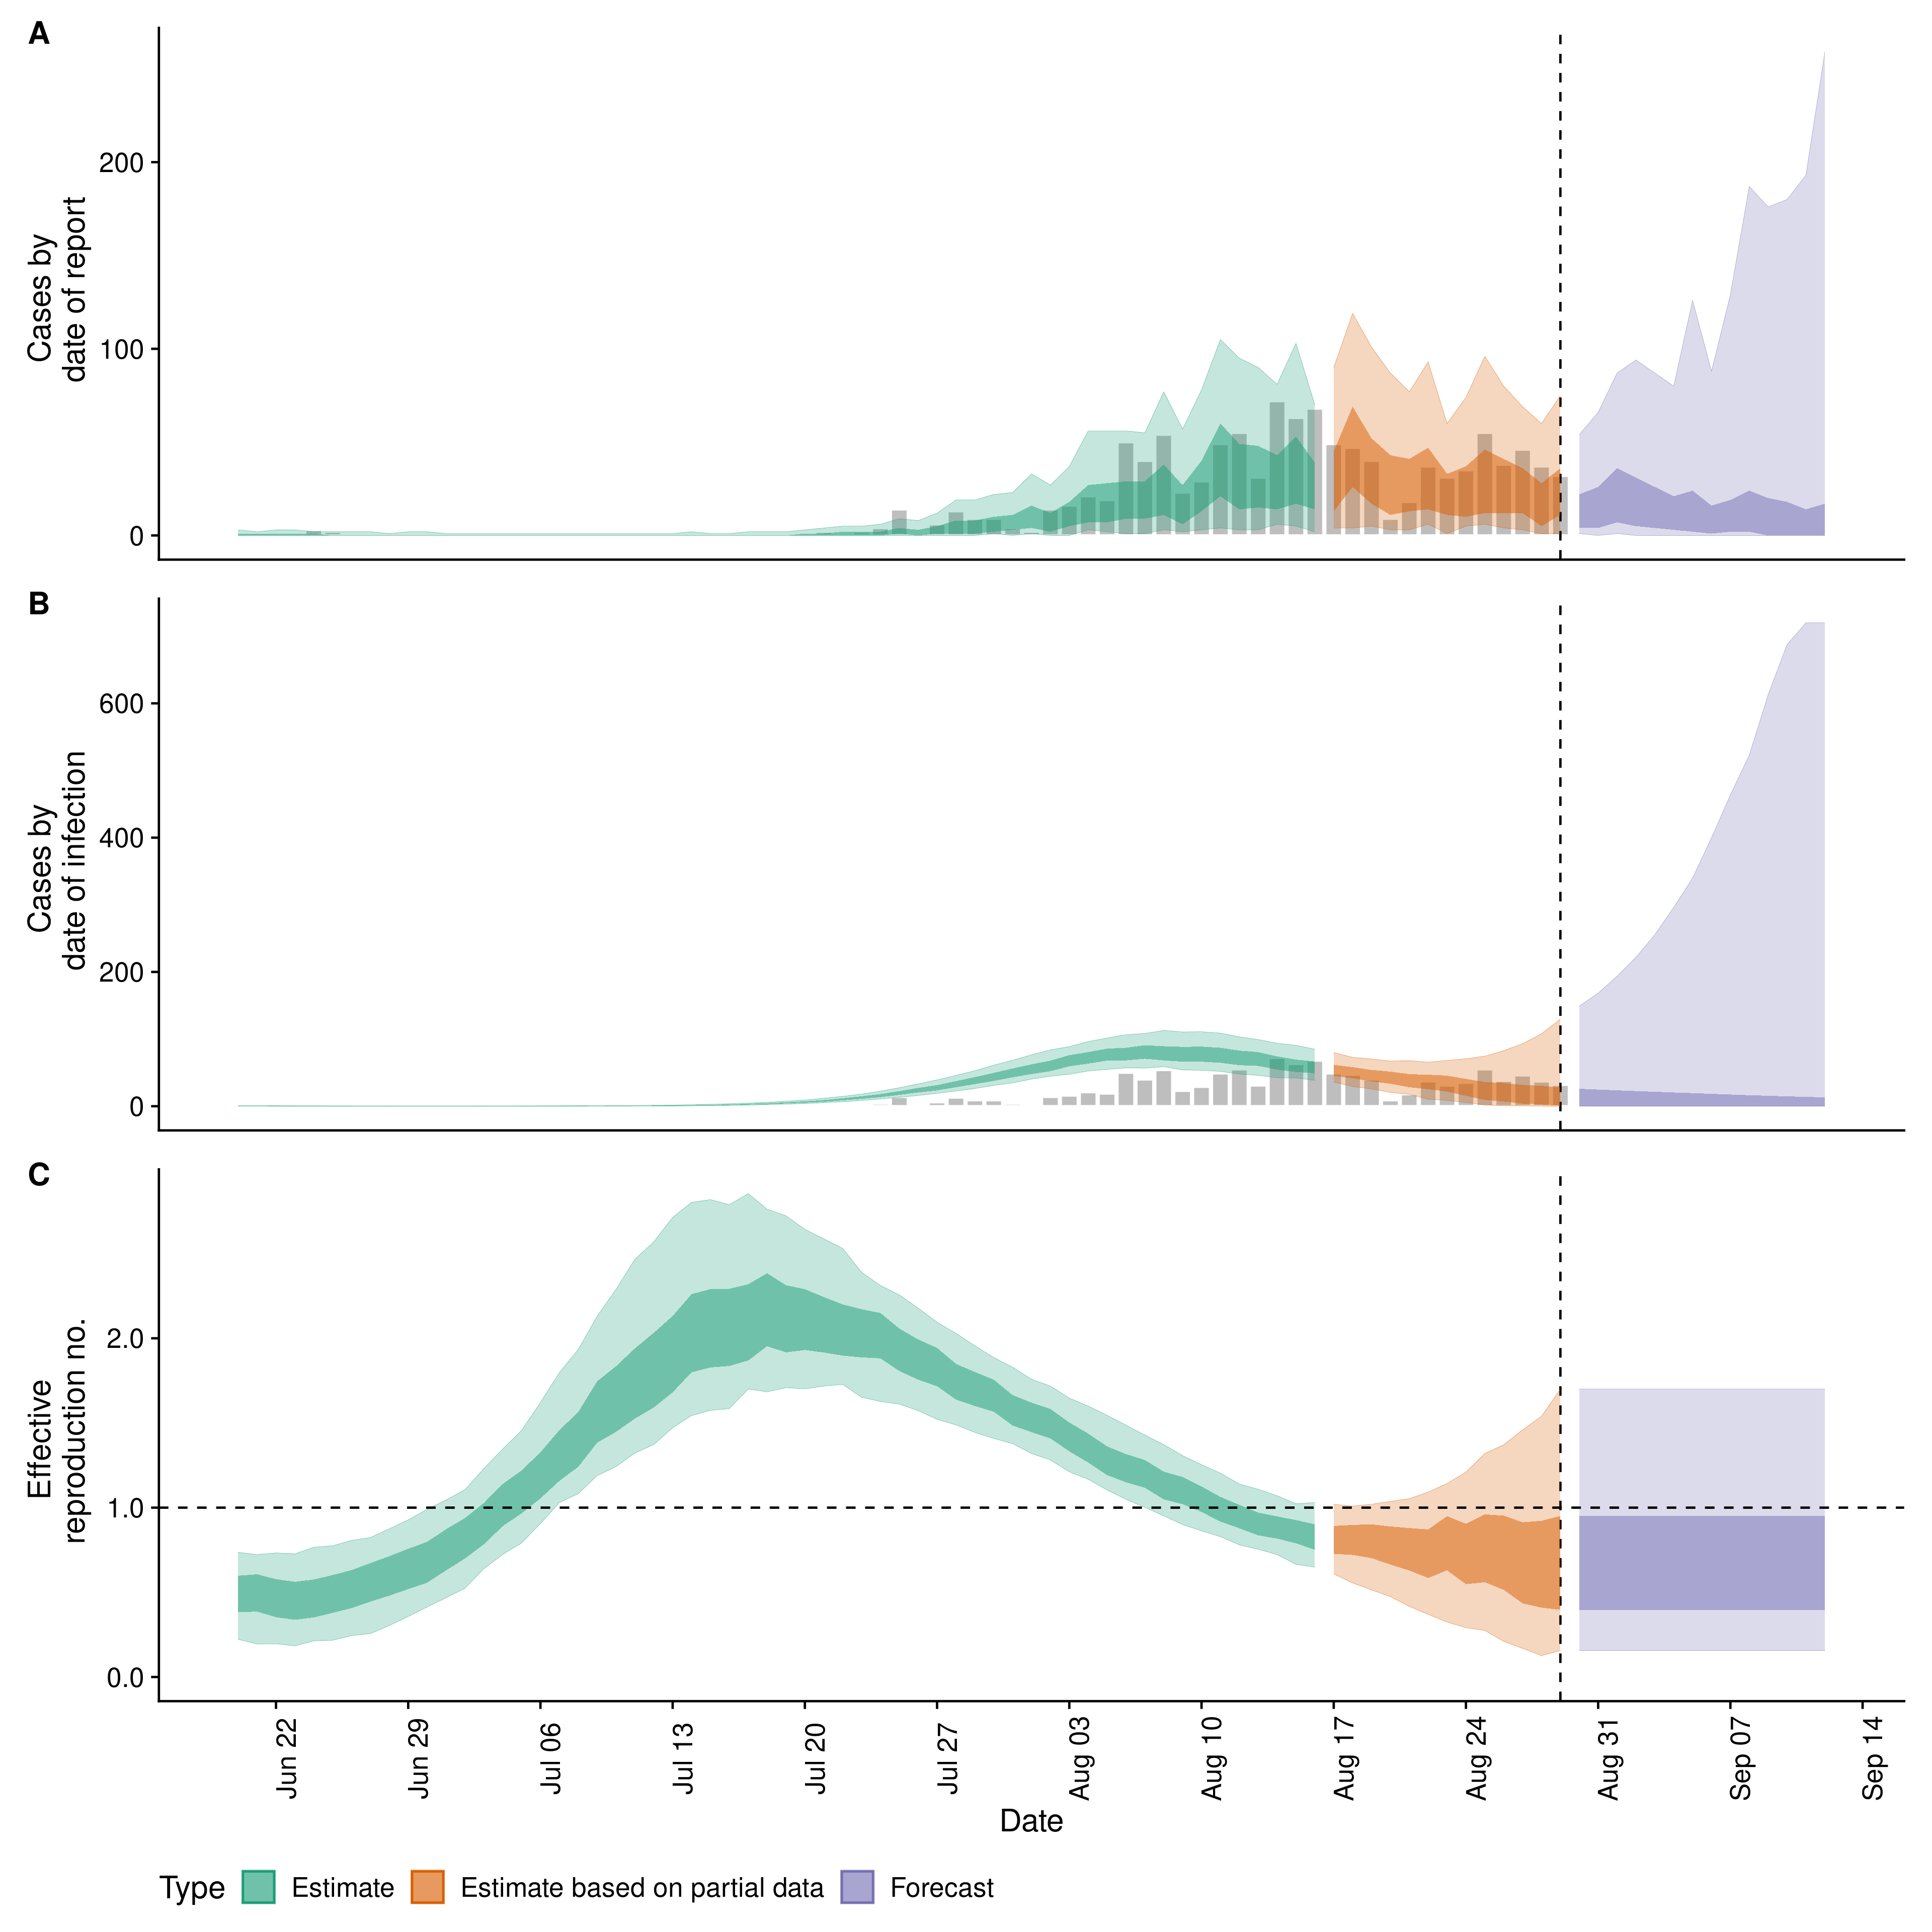 A
Cases by
date of report
200
100
0
B
Cases by
date of infection
600
400
200
0
C
Effective
reproduction no.
2.0
1.0
0.0
Jun 22
Jun 29
Jul 06
Jul 13
Jul 20
Jul 27
Aug 03
Aug 10
Aug 17
Aug 24
Aug 31
Sep 07
Sep 14
Date
Type Estimate Estimate based on partial data Forecast